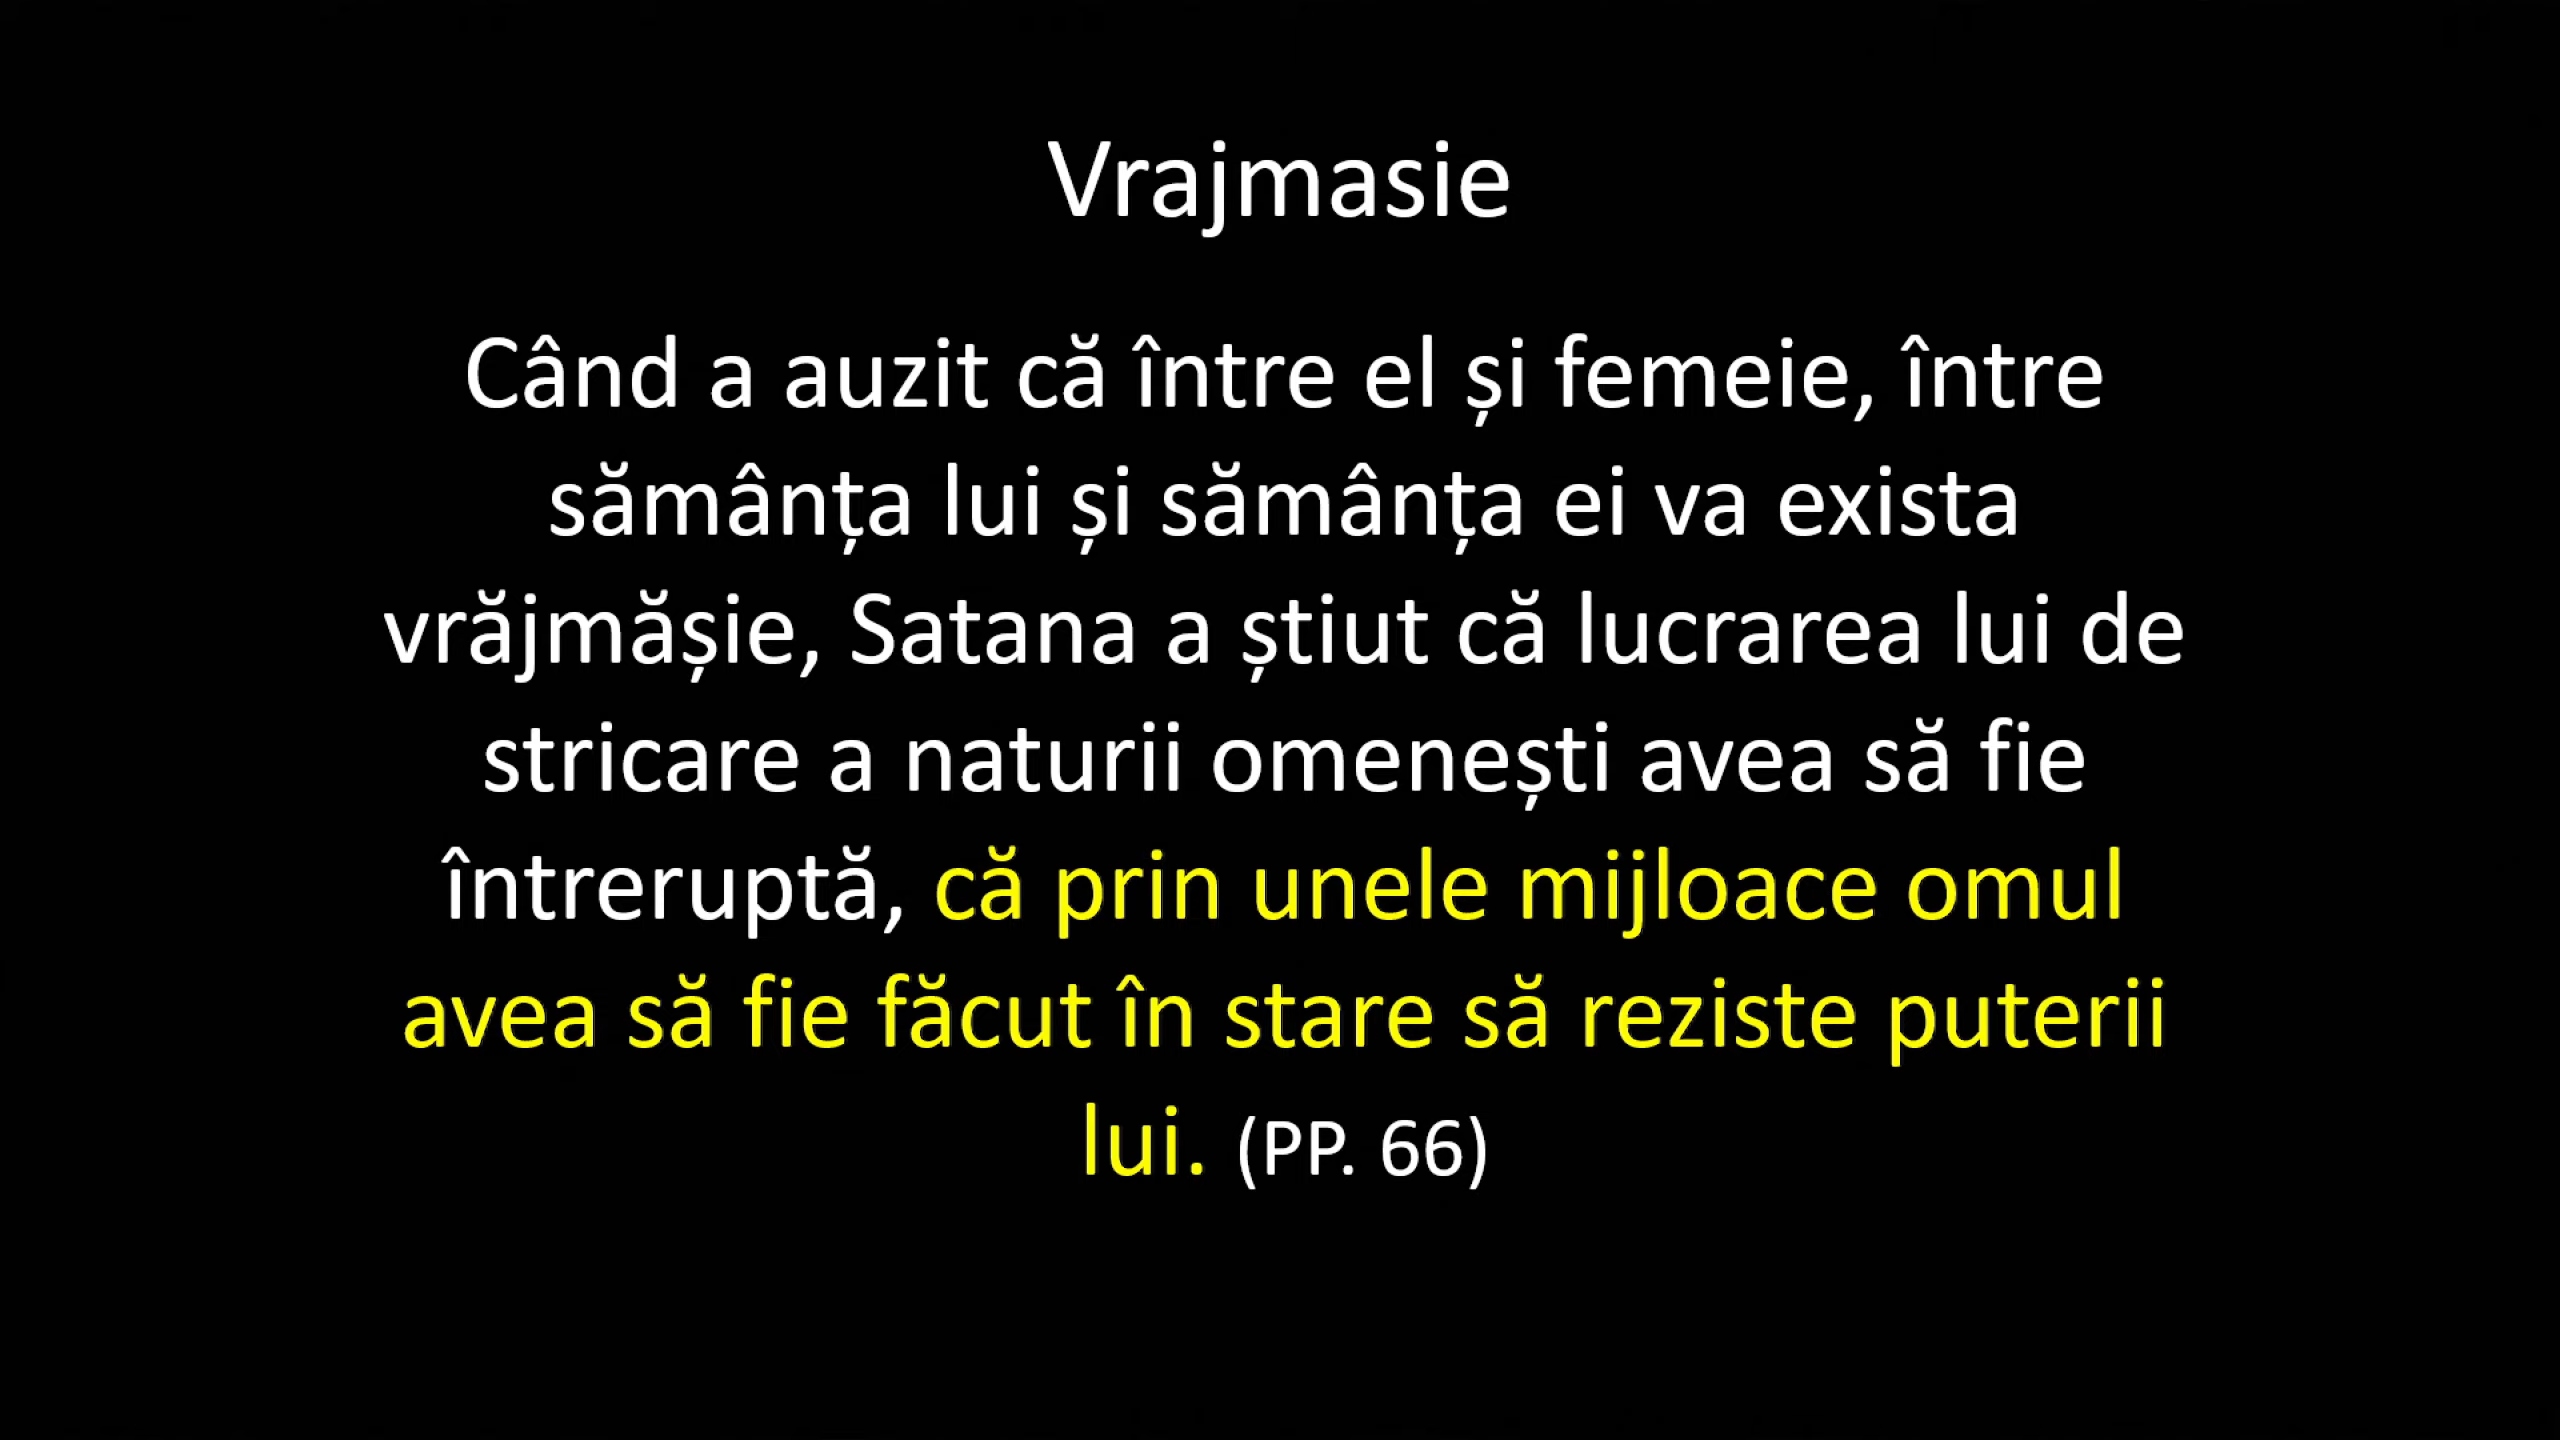 Vrajmasie
Când a auzit că între el și femeie, între
sămânța lui și sămânța ei va exista
vrăjmășie, Satana a știut că lucrarea lui de
stricare a naturii omenești avea să fie
întreruptă, că prin unele mijloace omul
avea să fie făcut în stare să reziste puterii
lui. (PP. 66)